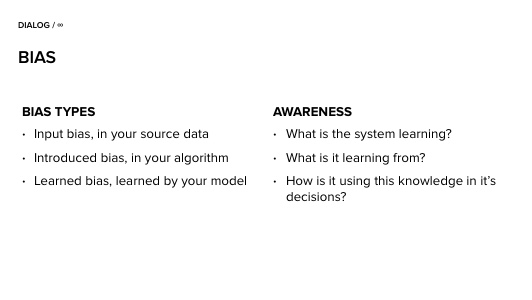 DIALOG / ∞
BIAS
BIAS TYPES
• Input bias, in your source data
• Introduced bias, in your algorithm
• Learned bias, learned by your model
AWARENESS
• What is the system learning?
• What is it learning from?
• How is it using this knowledge in it’s
decisions?